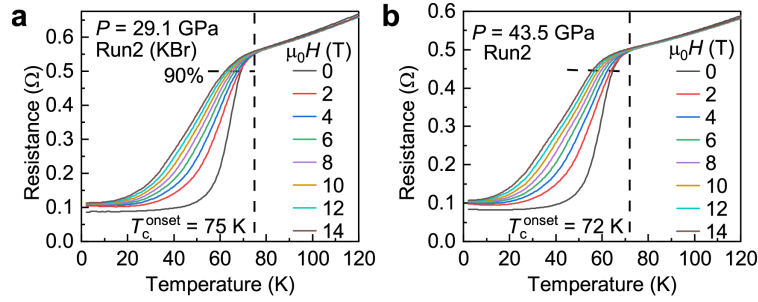 a
P = 29.1 GPa
Run2 (KBr)
μ₀H (T)
90%
0
2
4
6
8
10
12
14
T_c^onset = 75 K
0.6
0.5
0.4
0.3
0.2
0.1
0.0
0 20 40 60 80 100 120
Resistance (Ω)
Temperature (K)
b
P = 43.5 GPa
Run2
μ₀H (T)
90%
0
2
4
6
8
10
12
14
T_c^onset = 72 K
0.6
0.5
0.4
0.3
0.2
0.1
0.0
0 20 40 60 80 100 120
Resistance (Ω)
Temperature (K)